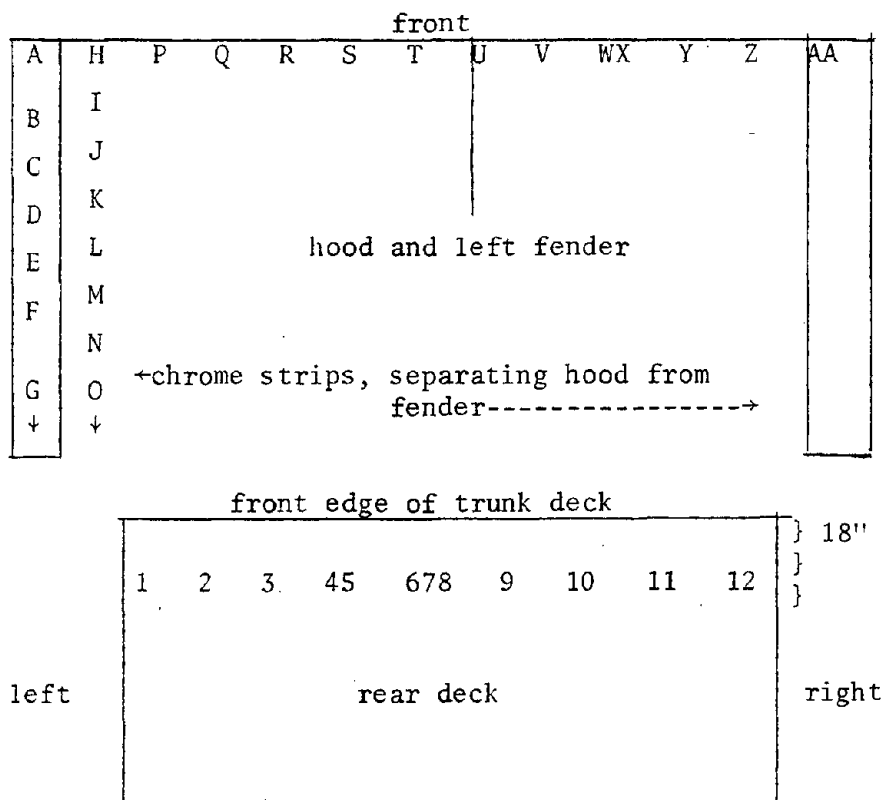 front
A H P Q R S T U V WX Y Z AA
I
B
J
C
K
D
L hood and left fender
E
M
F
N
←chrome strips, separating hood from
G O
fender---------------→
↓ ↓
front edge of trunk deck
} 18"
}
1 2 3 45 678 9 10 11 12 }
left rear deck right